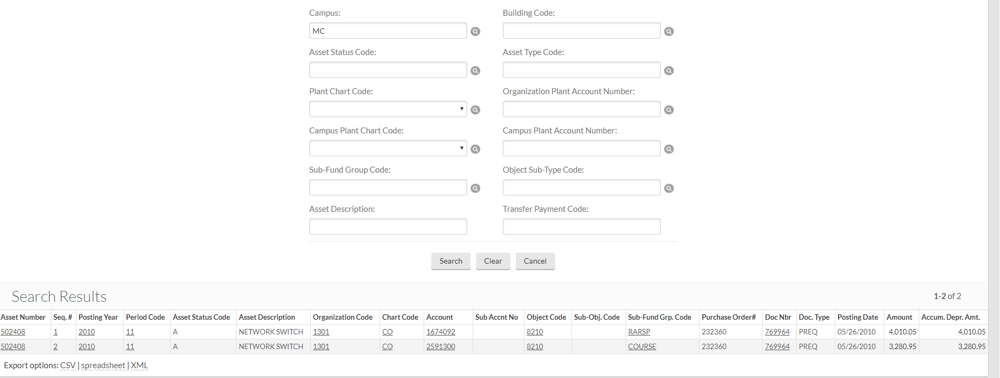 Campus: Building Code:
MC
Asset Status Code: Asset Type Code:
Plant Chart Code: Organization Plant Account Number:
Campus Plant Chart Code: Campus Plant Account Number:
Sub-Fund Group Code: Object Sub-Type Code:
Asset Description: Transfer Payment Code:
Search Clear Cancel
Search Results 1-2 of 2
Asset Number Seq. # Posting Year Period Code Asset Status Code Asset Description Organization Code Chart Code Account Sub Accnt No Object Code Sub-Obj. Code Sub-Fund Grp. Code Purchase Order# Doc Nbr Doc. Type Posting Date Amount Accum. Depr. Amt.
502408 1 2010 11 A NETWORK SWITCH 1301 CO 1674092 8210 RARSP 232360 769964 PREQ 05/26/2010 4,010.05 4,010.05
502408 2 2010 11 A NETWORK SWITCH 1301 CO 2591300 8210 COURSE 232360 769964 PREQ 05/26/2010 3,280.95 3,280.95
Export options: CSV | spreadsheet | XML